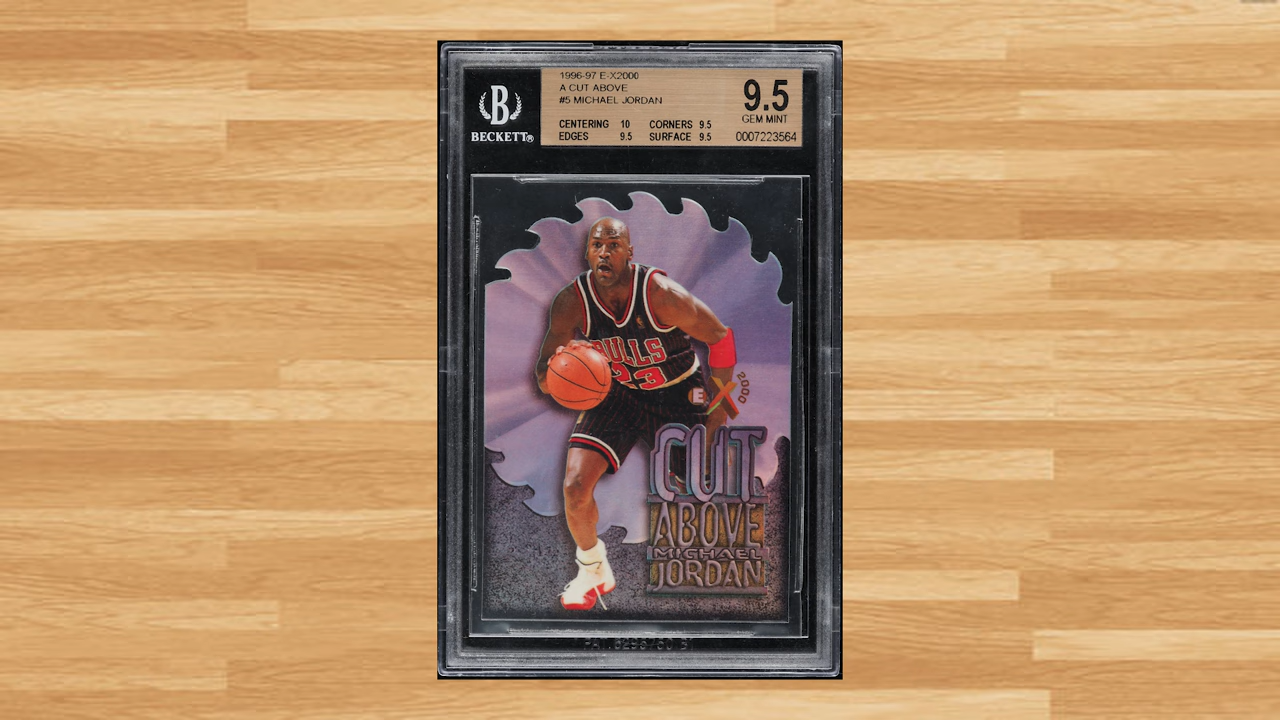 1996-97 E-X2000
A CUT ABOVE
#5 MICHAEL JORDAN
9.5
GEM MINT
CENTERING 10 CORNERS 9.5
EDGES 9.5 SURFACE 9.5
0007223564
B
BECKETT®
BULLS
23
E X 2000
CUT
ABOVE
MICHAEL
JORDAN